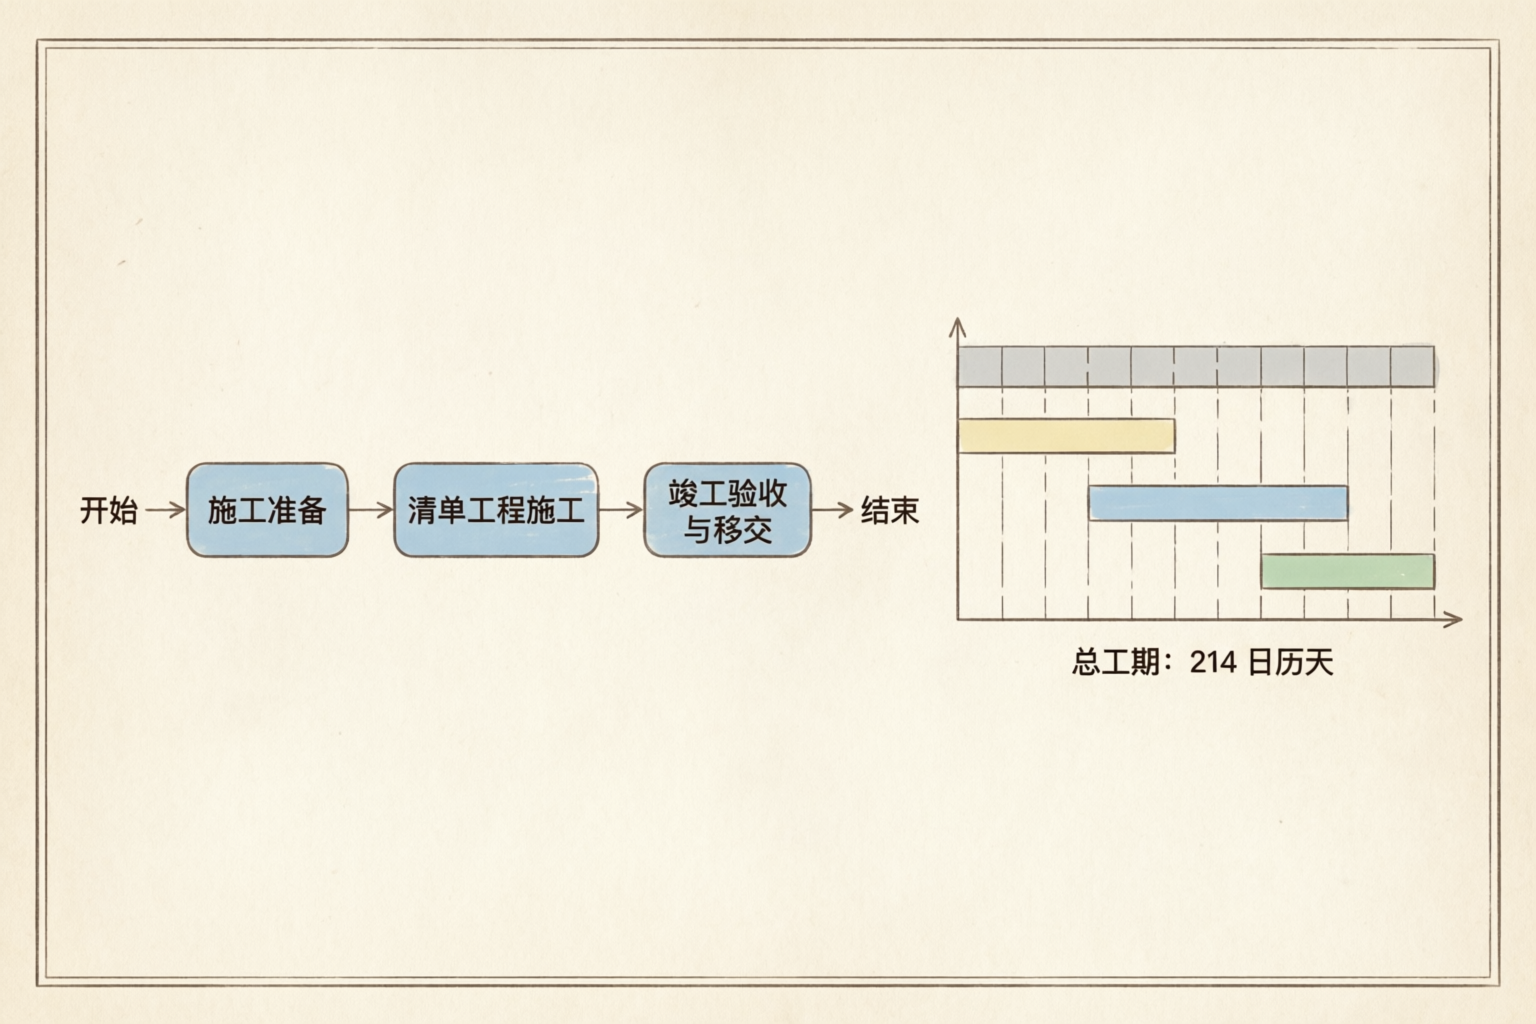 开始
施工准备
清单工程施工
竣工验收
与移交
结束
总工期：214 日历天